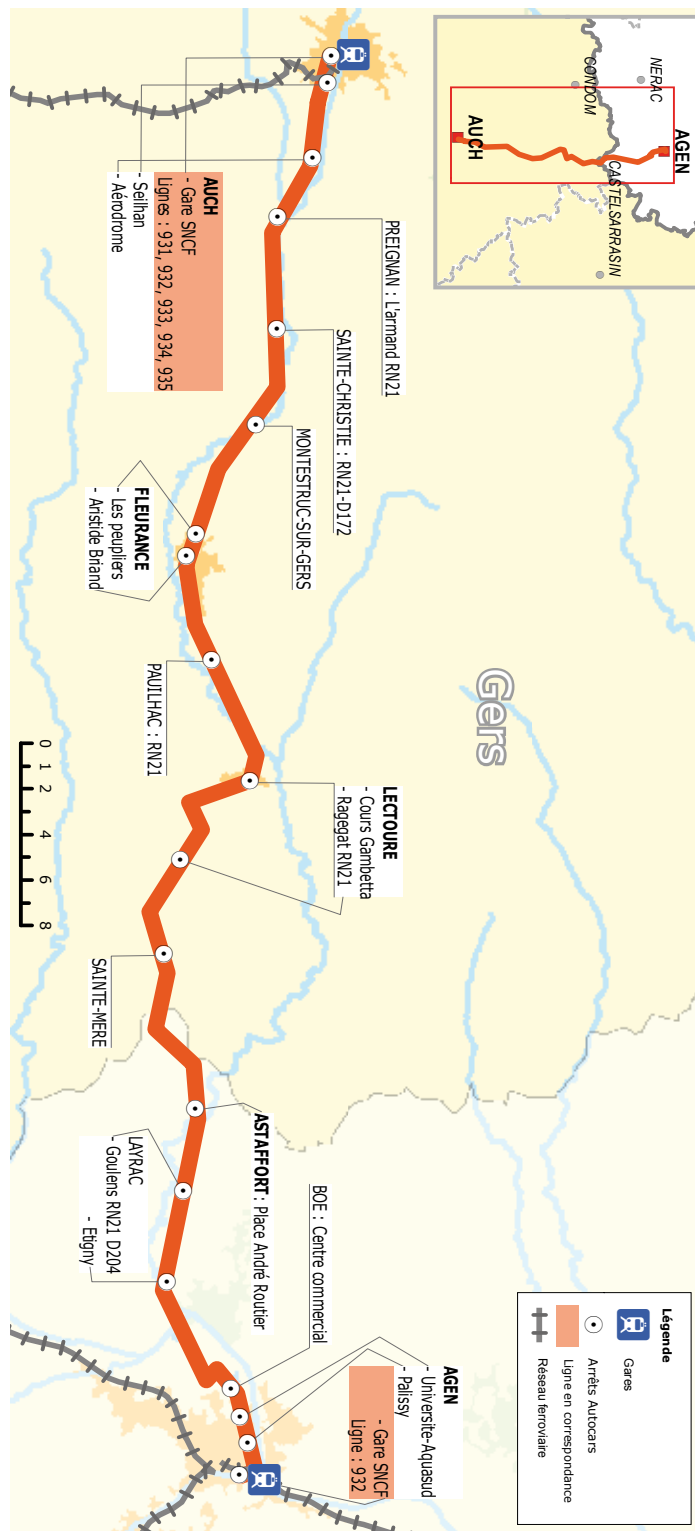 NERAC
AGEN
CONDOM
CASTELSARRASIN
AUCH
AUCH
- Gare SNCF
Lignes : 931, 932, 933, 934, 935
- Seilhan
- Aérodrome
PREIGNAN : L'armand RN21
SAINTE-CHRISTIE : RN21-D172
MONTESTRUC-SUR-GERS
FLEURANCE
- Les peupliers
- Aristide Briand
PAUILHAC : RN21
Gers
LECTOURE
- Cours Gambetta
- Ragegat RN21
0 1 2 4 6 8
SAINTE-MERE
ASTAFFORT : Place André Routier
LAYRAC
- Goulens RN21 D204
- Etigny
BOE : Centre commercial
AGEN
- Universite-Aquasud
- Palissy
- Gare SNCF
Ligne : 932
Légende
Gares
Arrêts Autocars
Ligne en correspondance
Réseau ferroviaire